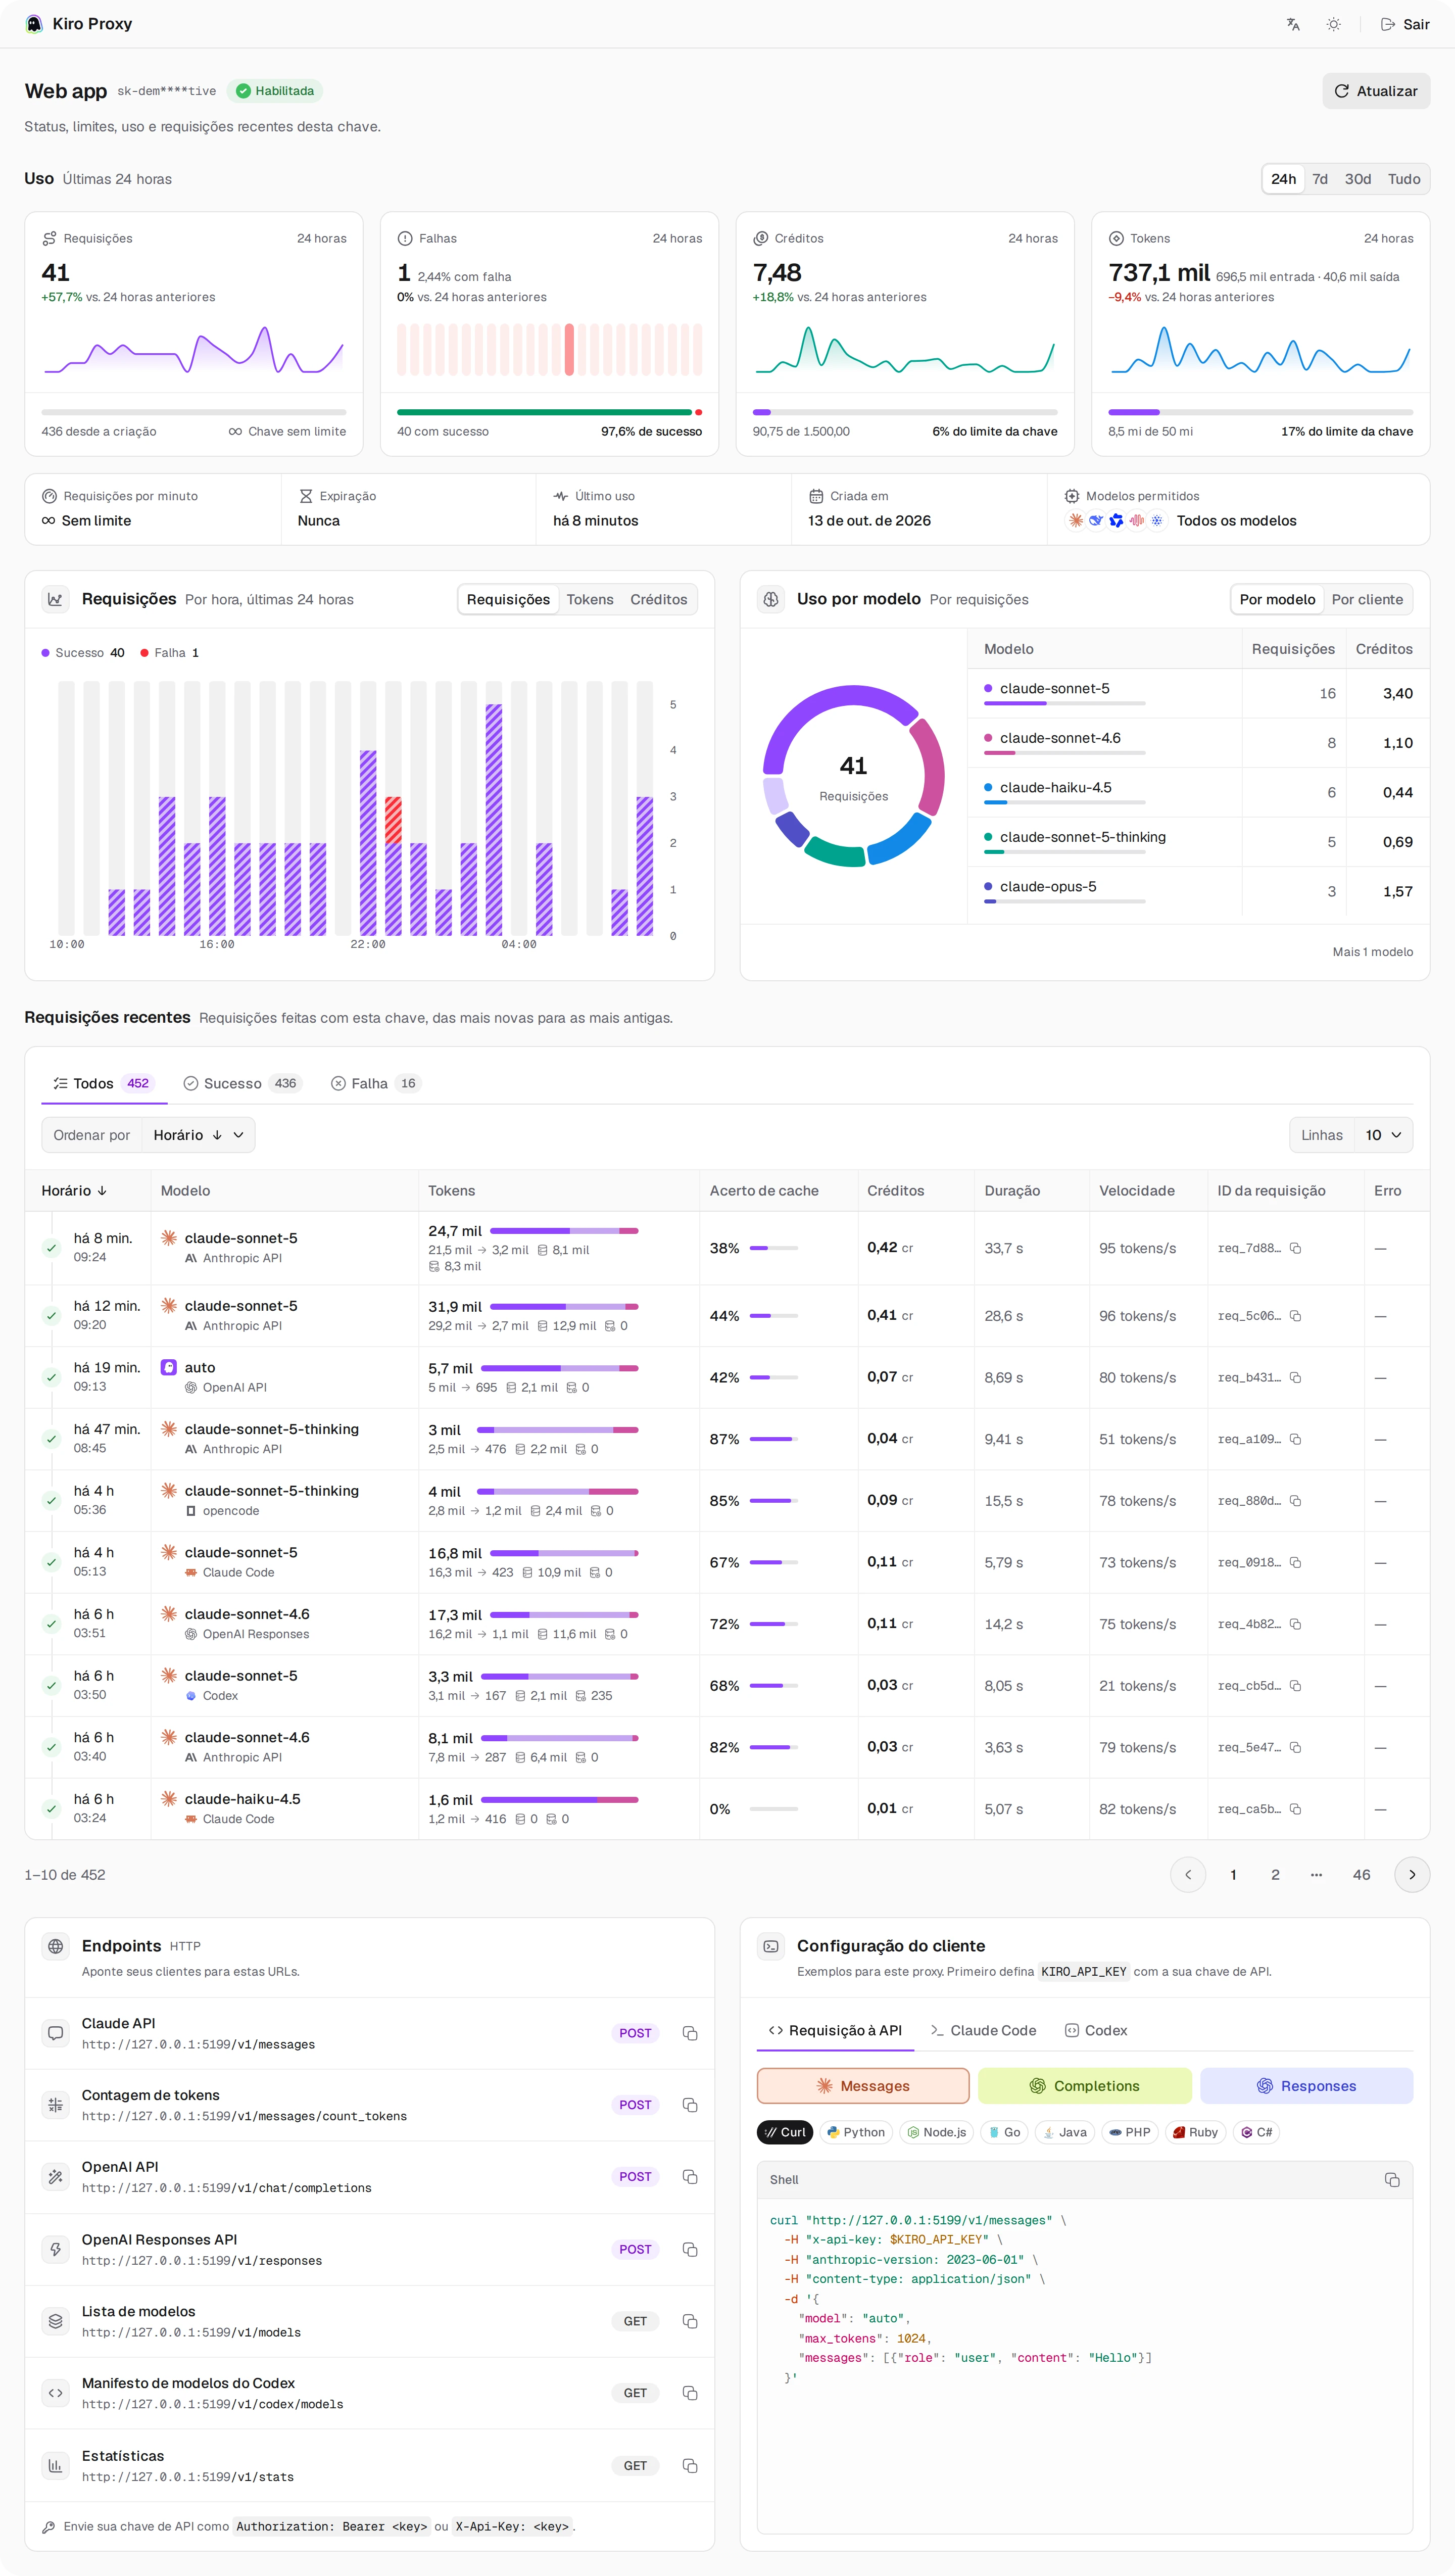 Kiro Proxy
Sair
Web app sk-dem****tive Habilitada
Atualizar
Status, limites, uso e requisições recentes desta chave.
Uso Últimas 24 horas
24h 7d 30d Tudo
Requisições 24 horas
41
+57,7% vs. 24 horas anteriores
436 desde a criação Chave sem limite
Falhas 24 horas
1 2,44% com falha
0% vs. 24 horas anteriores
40 com sucesso 97,6% de sucesso
Créditos 24 horas
7,48
+18,8% vs. 24 horas anteriores
90,75 de 1.500,00 6% do limite da chave
Tokens 24 horas
737,1 mil 696,5 mil entrada · 40,6 mil saída
−9,4% vs. 24 horas anteriores
8,5 mi de 50 mi 17% do limite da chave
Requisições por minuto
Sem limite
Expiração
Nunca
Último uso
há 8 minutos
Criada em
13 de out. de 2026
Modelos permitidos
Todos os modelos
Requisições Por hora, últimas 24 horas
Requisições Tokens Créditos
Sucesso 40 Falha 1
5
4
3
2
1
0
10:00 16:00 22:00 04:00
Uso por modelo Por requisições
Por modelo Por cliente
41
Requisições
Modelo Requisições Créditos
claude-sonnet-5 16 3,40
claude-sonnet-4.6 8 1,10
claude-haiku-4.5 6 0,44
claude-sonnet-5-thinking 5 0,69
claude-opus-5 3 1,57
Mais 1 modelo
Requisições recentes Requisições feitas com esta chave, das mais novas para as mais antigas.
Todos 452 Sucesso 436 Falha 16
Ordenar por Horário
Linhas 10
Horário Modelo Tokens Acerto de cache Créditos Duração Velocidade ID da requisição Erro
há 8 min. claude-sonnet-5 24,7 mil 38% 0,42 cr 33,7 s 95 tokens/s req_7d88… —
09:24 Anthropic API 21,5 mil → 3,2 mil 8,1 mil
8,3 mil
há 12 min. claude-sonnet-5 31,9 mil 44% 0,41 cr 28,6 s 96 tokens/s req_5c06… —
09:20 Anthropic API 29,2 mil → 2,7 mil 12,9 mil 0
há 19 min. auto 5,7 mil 42% 0,07 cr 8,69 s 80 tokens/s req_b431… —
09:13 OpenAI API 5 mil → 695 2,1 mil 0
há 47 min. claude-sonnet-5-thinking 3 mil 87% 0,04 cr 9,41 s 51 tokens/s req_a109… —
08:45 Anthropic API 2,5 mil → 476 2,2 mil 0
há 4 h claude-sonnet-5-thinking 4 mil 85% 0,09 cr 15,5 s 78 tokens/s req_880d… —
05:36 opencode 2,8 mil → 1,2 mil 2,4 mil 0
há 4 h claude-sonnet-5 16,8 mil 67% 0,11 cr 5,79 s 73 tokens/s req_0918… —
05:13 Claude Code 16,3 mil → 423 10,9 mil 0
há 6 h claude-sonnet-4.6 17,3 mil 72% 0,11 cr 14,2 s 75 tokens/s req_4b82… —
03:51 OpenAI Responses 16,2 mil → 1,1 mil 11,6 mil 0
há 6 h claude-sonnet-5 3,3 mil 68% 0,03 cr 8,05 s 21 tokens/s req_cb5d… —
03:50 Codex 3,1 mil → 167 2,1 mil 235
há 6 h claude-sonnet-4.6 8,1 mil 82% 0,03 cr 3,63 s 79 tokens/s req_5e47… —
03:40 Anthropic API 7,8 mil → 287 6,4 mil 0
há 6 h claude-haiku-4.5 1,6 mil 0% 0,01 cr 5,07 s 82 tokens/s req_ca5b… —
03:24 Claude Code 1,2 mil → 416 0 0
1–10 de 452
1 2 ••• 46
Endpoints HTTP
Aponte seus clientes para estas URLs.
Claude API
http://127.0.0.1:5199/v1/messages
POST
Contagem de tokens
http://127.0.0.1:5199/v1/messages/count_tokens
POST
OpenAI API
http://127.0.0.1:5199/v1/chat/completions
POST
OpenAI Responses API
http://127.0.0.1:5199/v1/responses
POST
Lista de modelos
http://127.0.0.1:5199/v1/models
GET
Manifesto de modelos do Codex
http://127.0.0.1:5199/v1/codex/models
GET
Estatísticas
http://127.0.0.1:5199/v1/stats
GET
Envie sua chave de API como Authorization: Bearer <key> ou X-Api-Key: <key>.
Configuração do cliente
Exemplos para este proxy. Primeiro defina KIRO_API_KEY com a sua chave de API.
Requisição à API Claude Code Codex
Messages Completions Responses
Curl Python Node.js Go Java PHP Ruby C#
Shell
curl "http://127.0.0.1:5199/v1/messages" \
-H "x-api-key: $KIRO_API_KEY" \
-H "anthropic-version: 2023-06-01" \
-H "content-type: application/json" \
-d '{
"model": "auto",
"max_tokens": 1024,
"messages": [{"role": "user", "content": "Hello"}]
}'